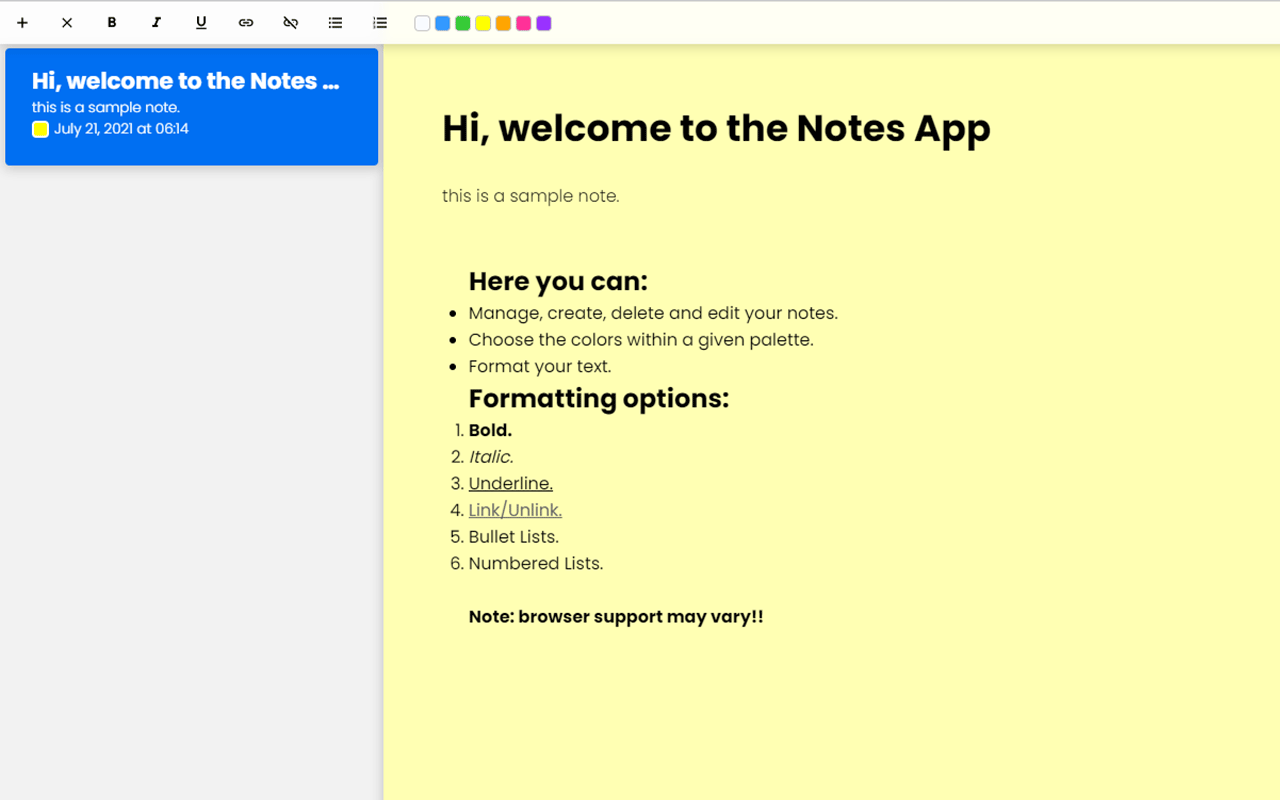 B I U
Hi, welcome to the Notes ...
this is a sample note.
July 21, 2021 at 06:14
Hi, welcome to the Notes App
this is a sample note.
Here you can:
• Manage, create, delete and edit your notes.
• Choose the colors within a given palette.
• Format your text.
Formatting options:
1. Bold.
2. Italic.
3. Underline.
4. Link/Unlink.
5. Bullet Lists.
6. Numbered Lists.
Note: browser support may vary!!